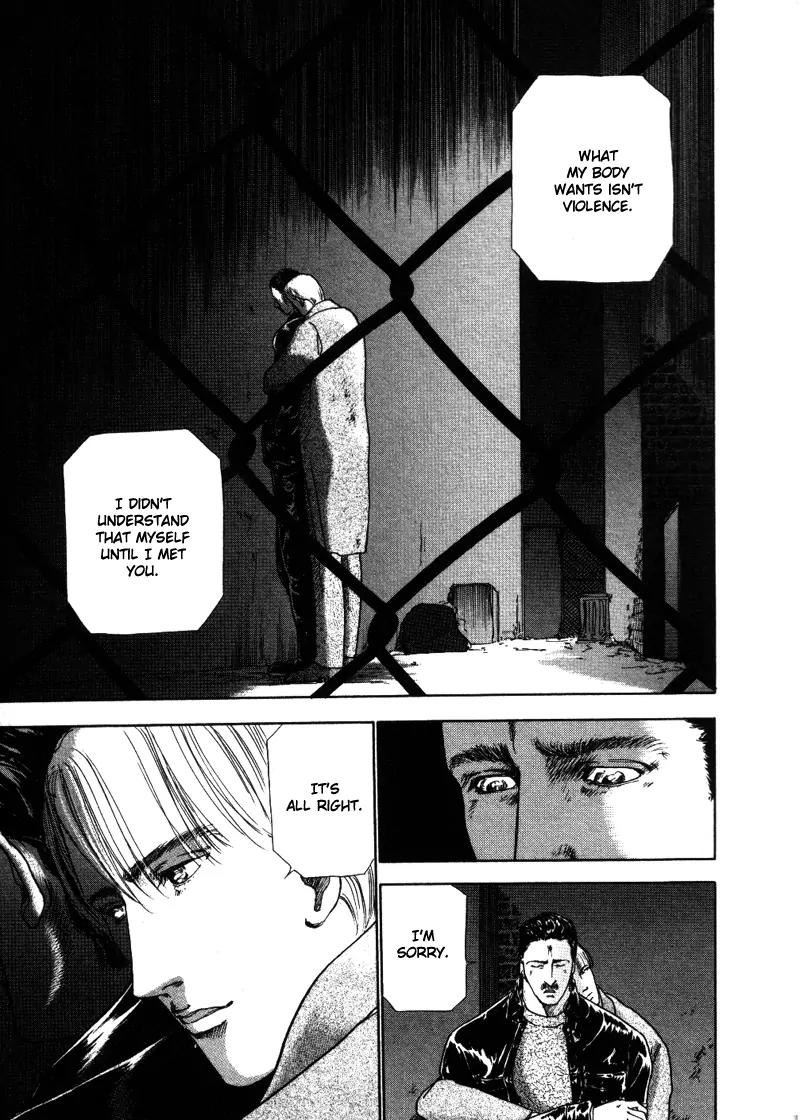 WHAT
MY BODY
WANTS ISN'T
VIOLENCE.
I DIDN'T
UNDERSTAND
THAT MYSELF
UNTIL I MET
YOU.
IT'S
ALL RIGHT.
I'M
SORRY.